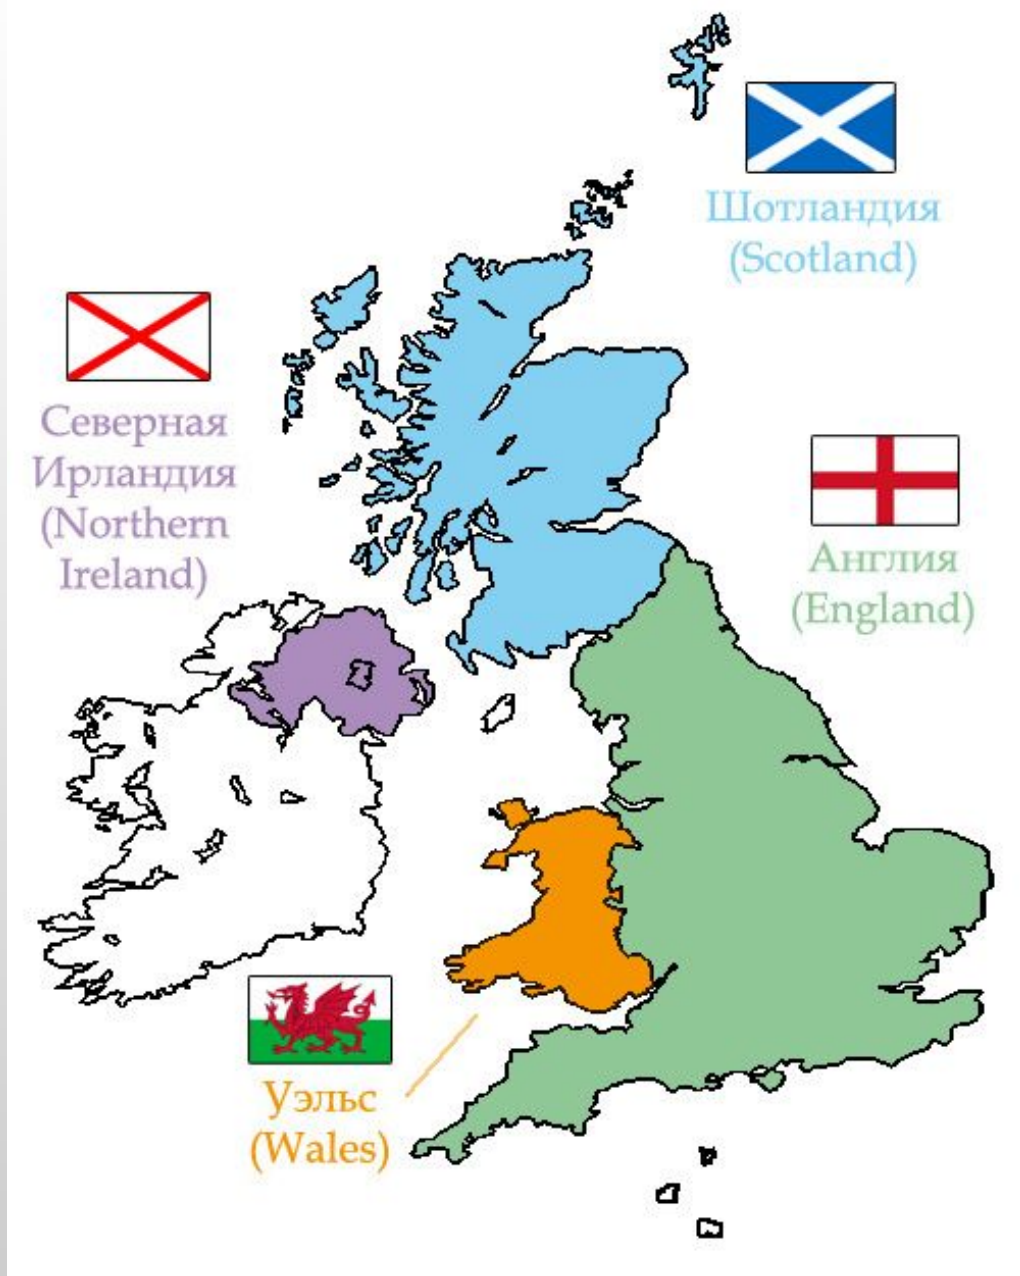 Шотландия
(Scotland)
Северная
Ирландия
(Northern
Ireland)
Англия
(England)
Уэльс
(Wales)